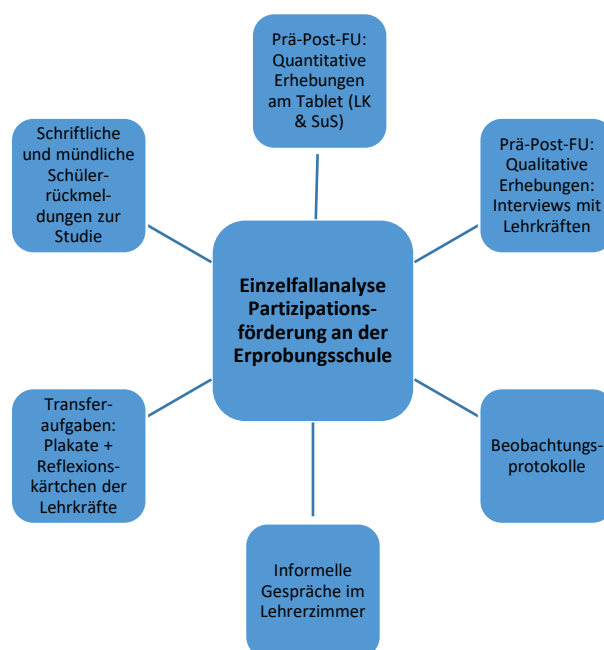 Prä-Post-FU:
Quantitative
Erhebungen
am Tablet (LK
& SuS)
Prä-Post-FU:
Qualitative
Erhebungen:
Interviews mit
Lehrkräften
Beobachtungs-
protokolle
Informelle
Gespräche im
Lehrerzimmer
Transfer-
aufgaben:
Plakate +
Reflexions-
kärtchen der
Lehrkräfte
Schriftliche
und mündliche
Schüler-
rückmel-
dungen zur
Studie
Einzelfallanalyse
Partizipations-
förderung an der
Erprobungsschule